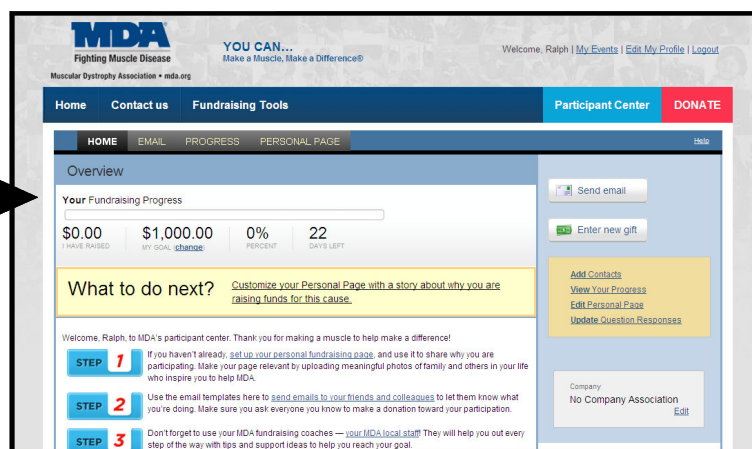 MDA
Fighting Muscle Disease
Muscular Dystrophy Association • mda.org
YOU CAN...
Make a Muscle, Make a Difference®
Welcome, Ralph | My Events | Edit My Profile | Logout
Home Contact us Fundraising Tools Participant Center DONATE
HOME EMAIL PROGRESS PERSONAL PAGE Help
Overview
Your Fundraising Progress
$0.00 $1,000.00 0% 22
I HAVE RAISED MY GOAL (change) PERCENT DAYS LEFT
What to do next?
Customize your Personal Page with a story about why you are
raising funds for this cause.
Welcome, Ralph, to MDA's participant center. Thank you for making a muscle to help make a difference!
STEP 1
If you haven't already, set up your personal fundraising page, and use it to share why you are
participating. Make your page relevant by uploading meaningful photos of family and others in your life
who inspire you to help MDA.
STEP 2
Use the email templates here to send emails to your friends and colleagues to let them know what
you're doing. Make sure you ask everyone you know to make a donation toward your participation.
STEP 3
Don't forget to use your MDA fundraising coaches — your MDA local staff! They will help you out every
step of the way with tips and support ideas to help you reach your goal.
Send email
Enter new gift
Add Contacts
View Your Progress
Edit Personal Page
Update Question Responses
Company
No Company Association
Edit